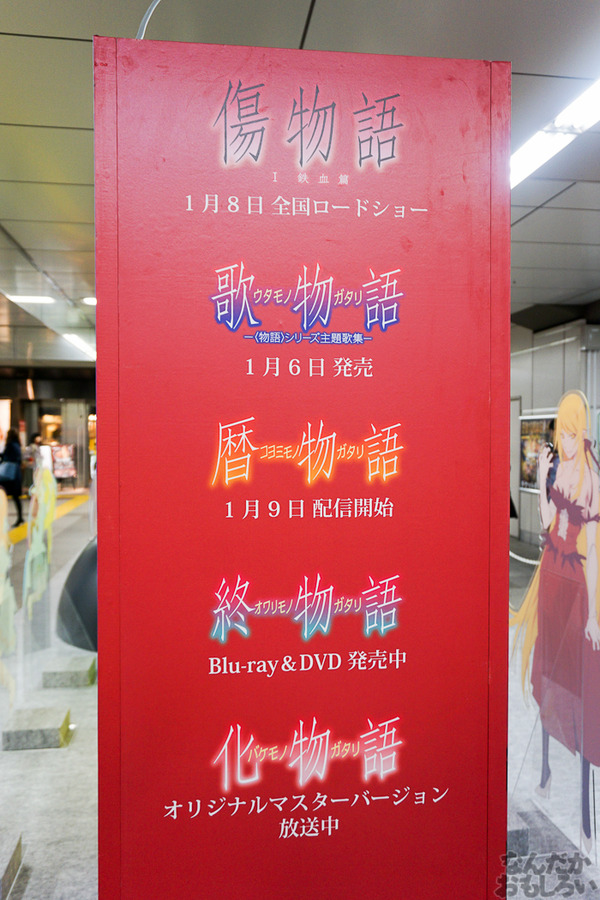 傷物語
I 鉄血篇
1月8日 全国ロードショー
歌物語
ウタモノガタリ
―〈物語〉シリーズ主題歌集―
1月6日 発売
暦物語
コヨミモノガタリ
1月9日 配信開始
終物語
オワリモノガタリ
Blu-ray&DVD 発売中
化物語
バケモノガタリ
オリジナルマスターバージョン
放送中
なんだか
おもしろい